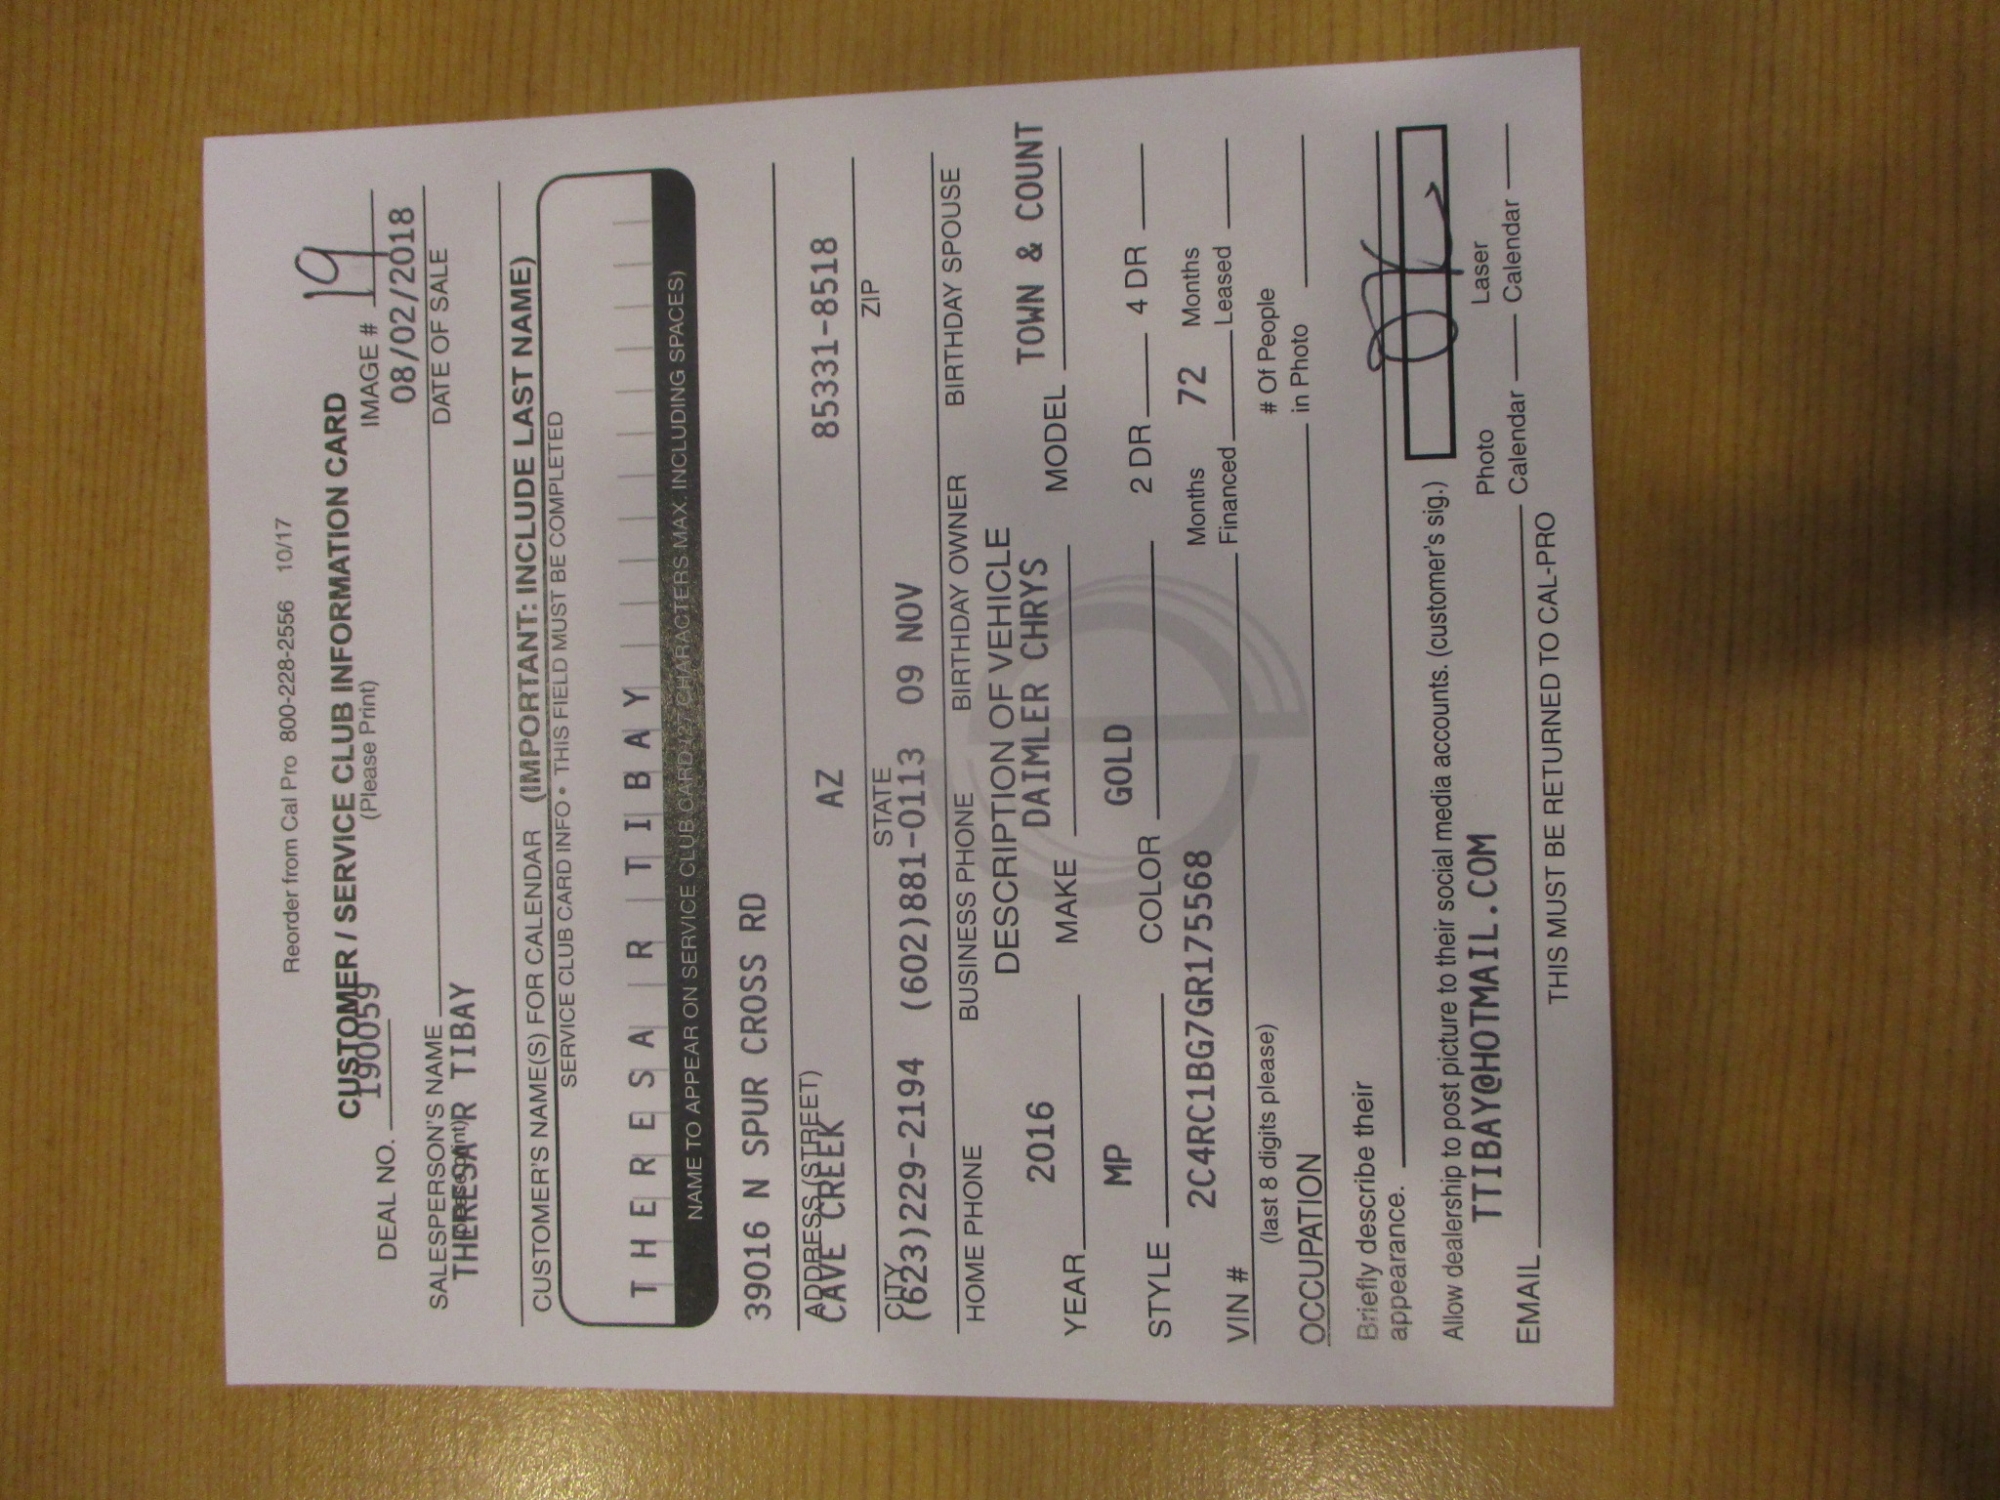 Reorder from Cal Pro 800-228-2556 10/17
CUSTOMER / SERVICE CLUB INFORMATION CARD
(Please Print)
DEAL NO. 1900059 IMAGE # 19
08/02/2018
SALESPERSON'S NAME DATE OF SALE
THERESA R TIBAY
CUSTOMER'S NAME(S) FOR CALENDAR (IMPORTANT: INCLUDE LAST NAME)
SERVICE CLUB CARD INFO • THIS FIELD MUST BE COMPLETED
THERESA R TIBAY
NAME TO APPEAR ON SERVICE CLUB CARD (27 CHARACTERS MAX. INCLUDING SPACES)
39016 N SPUR CROSS RD
ADDRESS (STREET)
CAVE CREEK AZ 85331-8518
CITY STATE ZIP
(623)229-2194 (602)881-0113 09 NOV
HOME PHONE BUSINESS PHONE BIRTHDAY OWNER BIRTHDAY SPOUSE
DESCRIPTION OF VEHICLE
YEAR 2016 MAKE DAIMLER CHRYS MODEL TOWN & COUNT
STYLE MP COLOR GOLD 2 DR 4 DR
VIN # 2C4RC1BG7GR175568 Months Financed 72 Months Leased
(last 8 digits please)
OCCUPATION # Of People in Photo
Briefly describe their
appearance.
Allow dealership to post picture to their social media accounts. (customer's sig.)
EMAIL TTIBAY@HOTMAIL.COM Photo Calendar Laser Calendar
THIS MUST BE RETURNED TO CAL-PRO